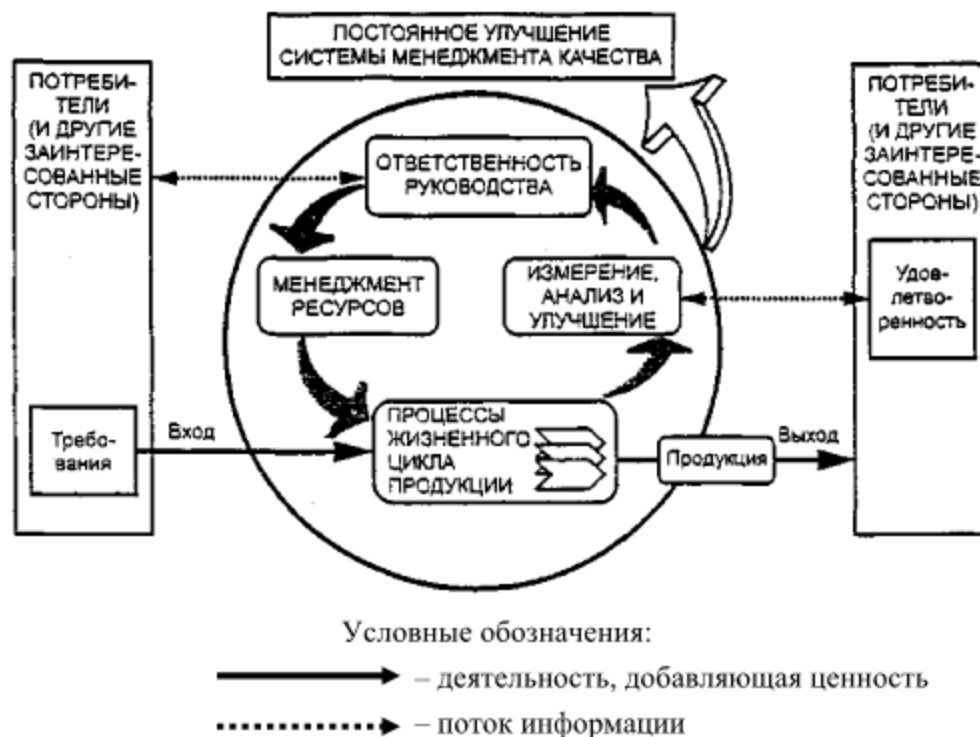 ПОСТОЯННОЕ УЛУЧШЕНИЕ
СИСТЕМЫ МЕНЕДЖМЕНТА КАЧЕСТВА
ПОТРЕБИ-
ТЕЛИ
(И ДРУГИЕ
ЗАИНТЕРЕ-
СОВАННЫЕ
СТОРОНЫ)
ОТВЕТСТВЕННОСТЬ
РУКОВОДСТВА
ПОТРЕБИ-
ТЕЛИ
(И ДРУГИЕ
ЗАИНТЕРЕ-
СОВАННЫЕ
СТОРОНЫ)
МЕНЕДЖМЕНТ
РЕСУРСОВ
ИЗМЕРЕНИЕ,
АНАЛИЗ И
УЛУЧШЕНИЕ
Удов-
летво-
ренность
Требо-
вания
Вход
ПРОЦЕССЫ
ЖИЗНЕННОГО
ЦИКЛА
ПРОДУКЦИИ
Продукция
Выход
Условные обозначения:
– деятельность, добавляющая ценность
– поток информации